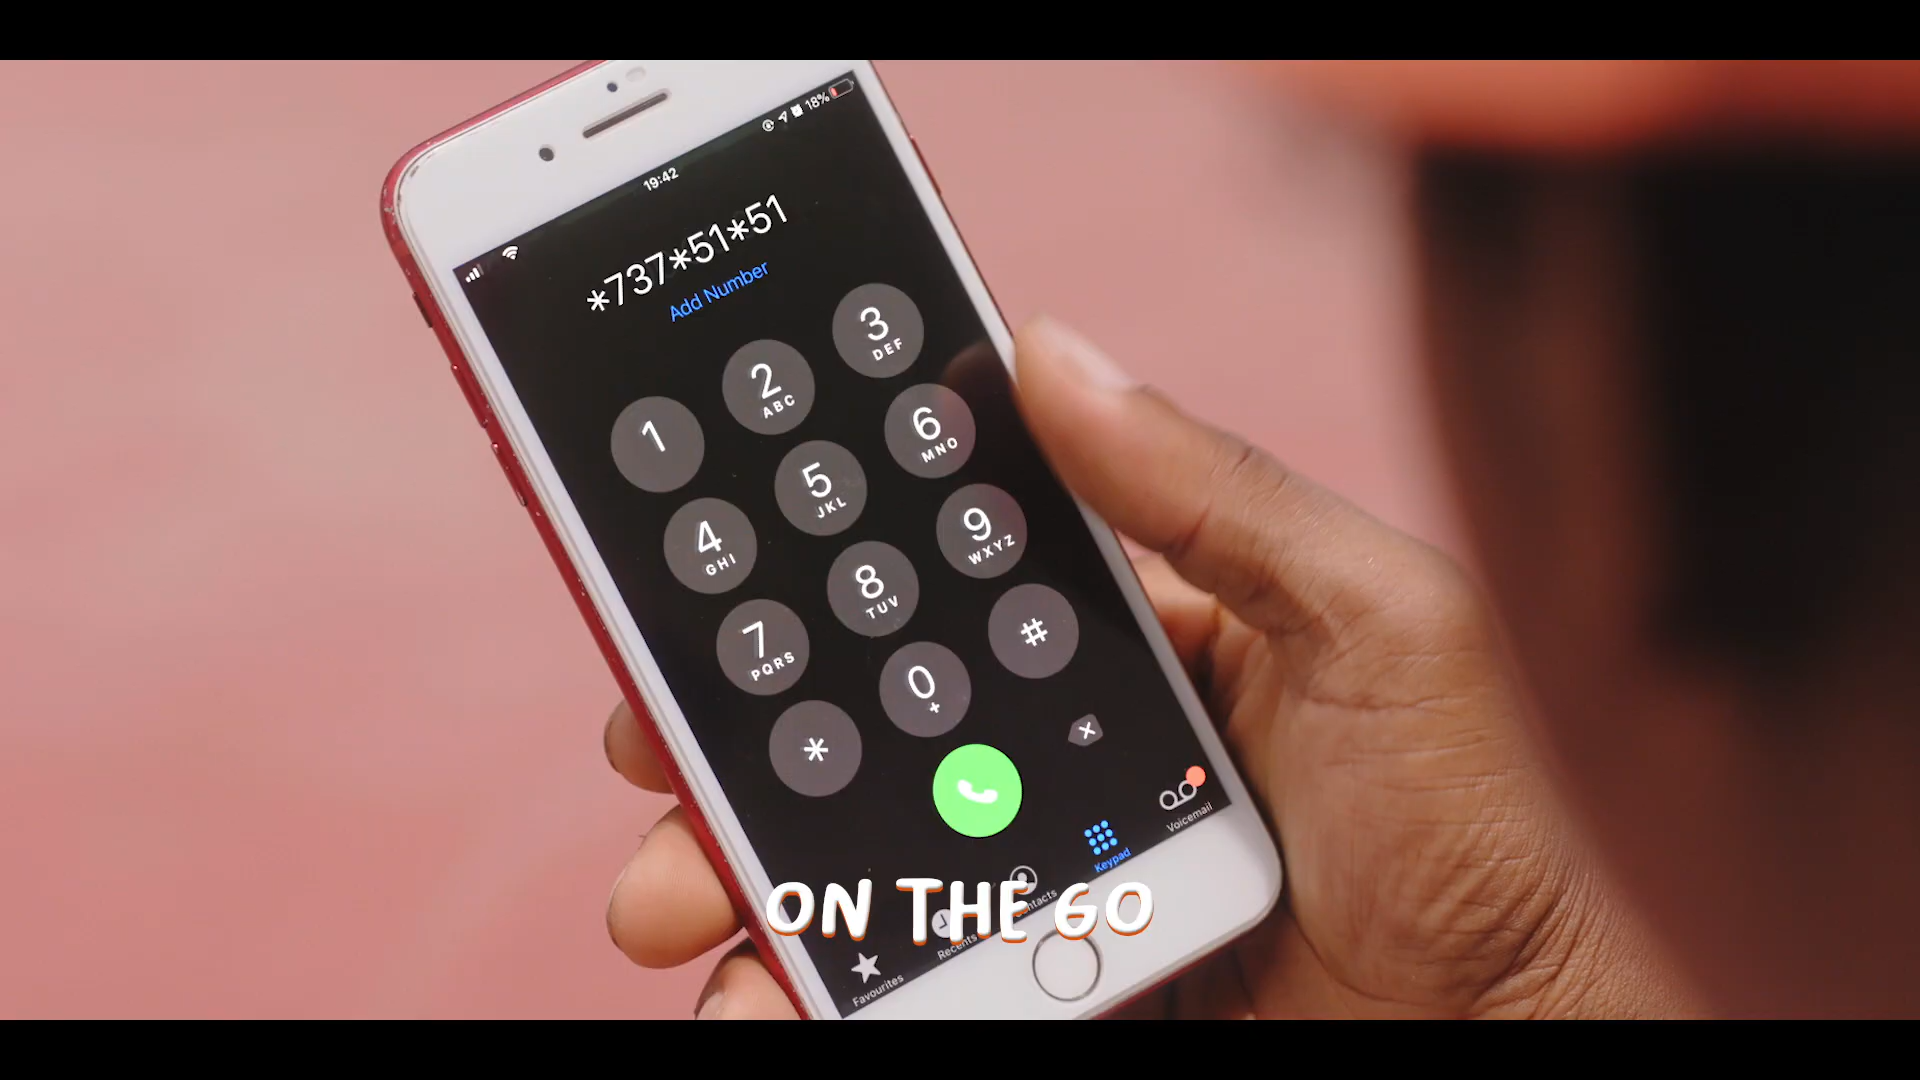 18%
19:42
*737*51*51
Add Number
1
2
ABC
3
DEF
4
GHI
5
JKL
6
MNO
7
PQRS
8
TUV
9
WXYZ
*
0
+
#
Favourites
Recents
Keypad
Voicemail
ON THE GO